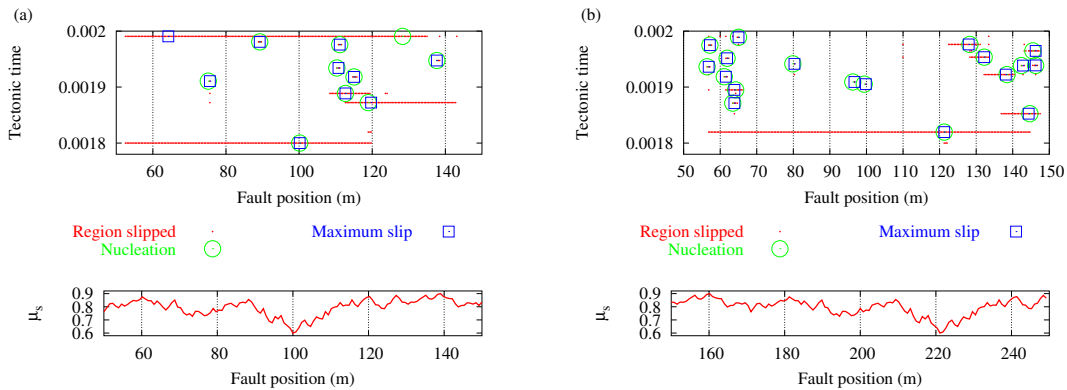 (a)
0.002
0.0019
0.0018
Tectonic time
60 80 100 120 140
Fault position (m)
Region slipped
Nucleation
Maximum slip
0.9
0.8
0.7
0.6
μs
60 80 100 120 140
Fault position (m)
(b)
0.002
0.0019
0.0018
Tectonic time
50 60 70 80 90 100 110 120 130 140 150
Fault position (m)
Region slipped
Nucleation
Maximum slip
0.9
0.8
0.7
0.6
μs
160 180 200 220 240
Fault position (m)